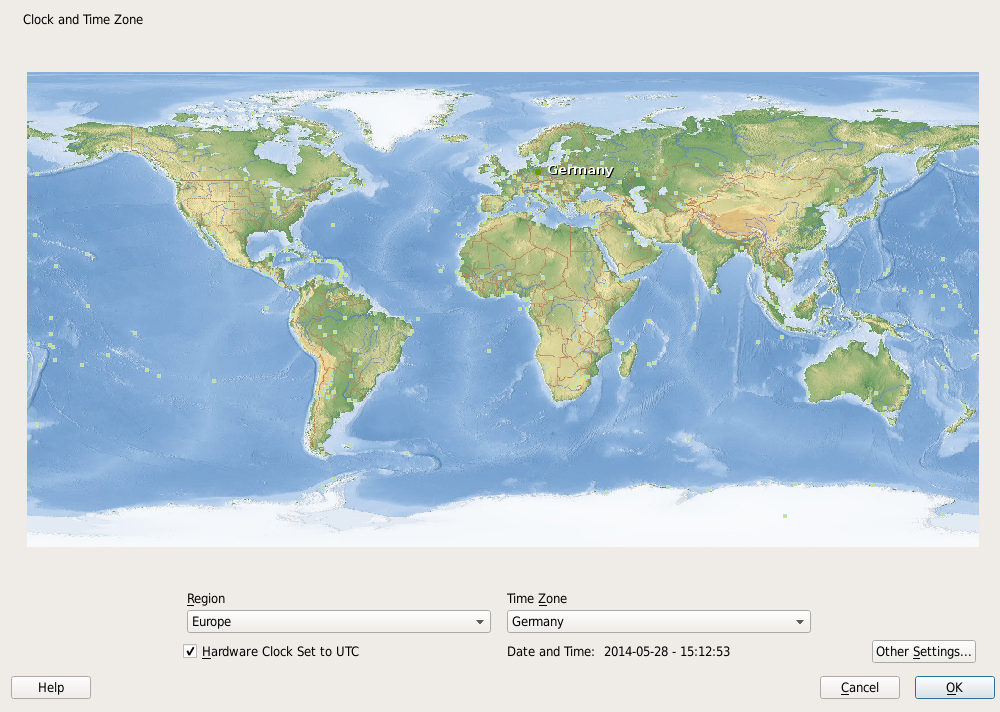 Clock and Time Zone
Germany
Region
Time Zone
Europe
Germany
Hardware Clock Set to UTC
Date and Time: 2014-05-28 - 15:12:53
Other Settings...
Help
Cancel
OK